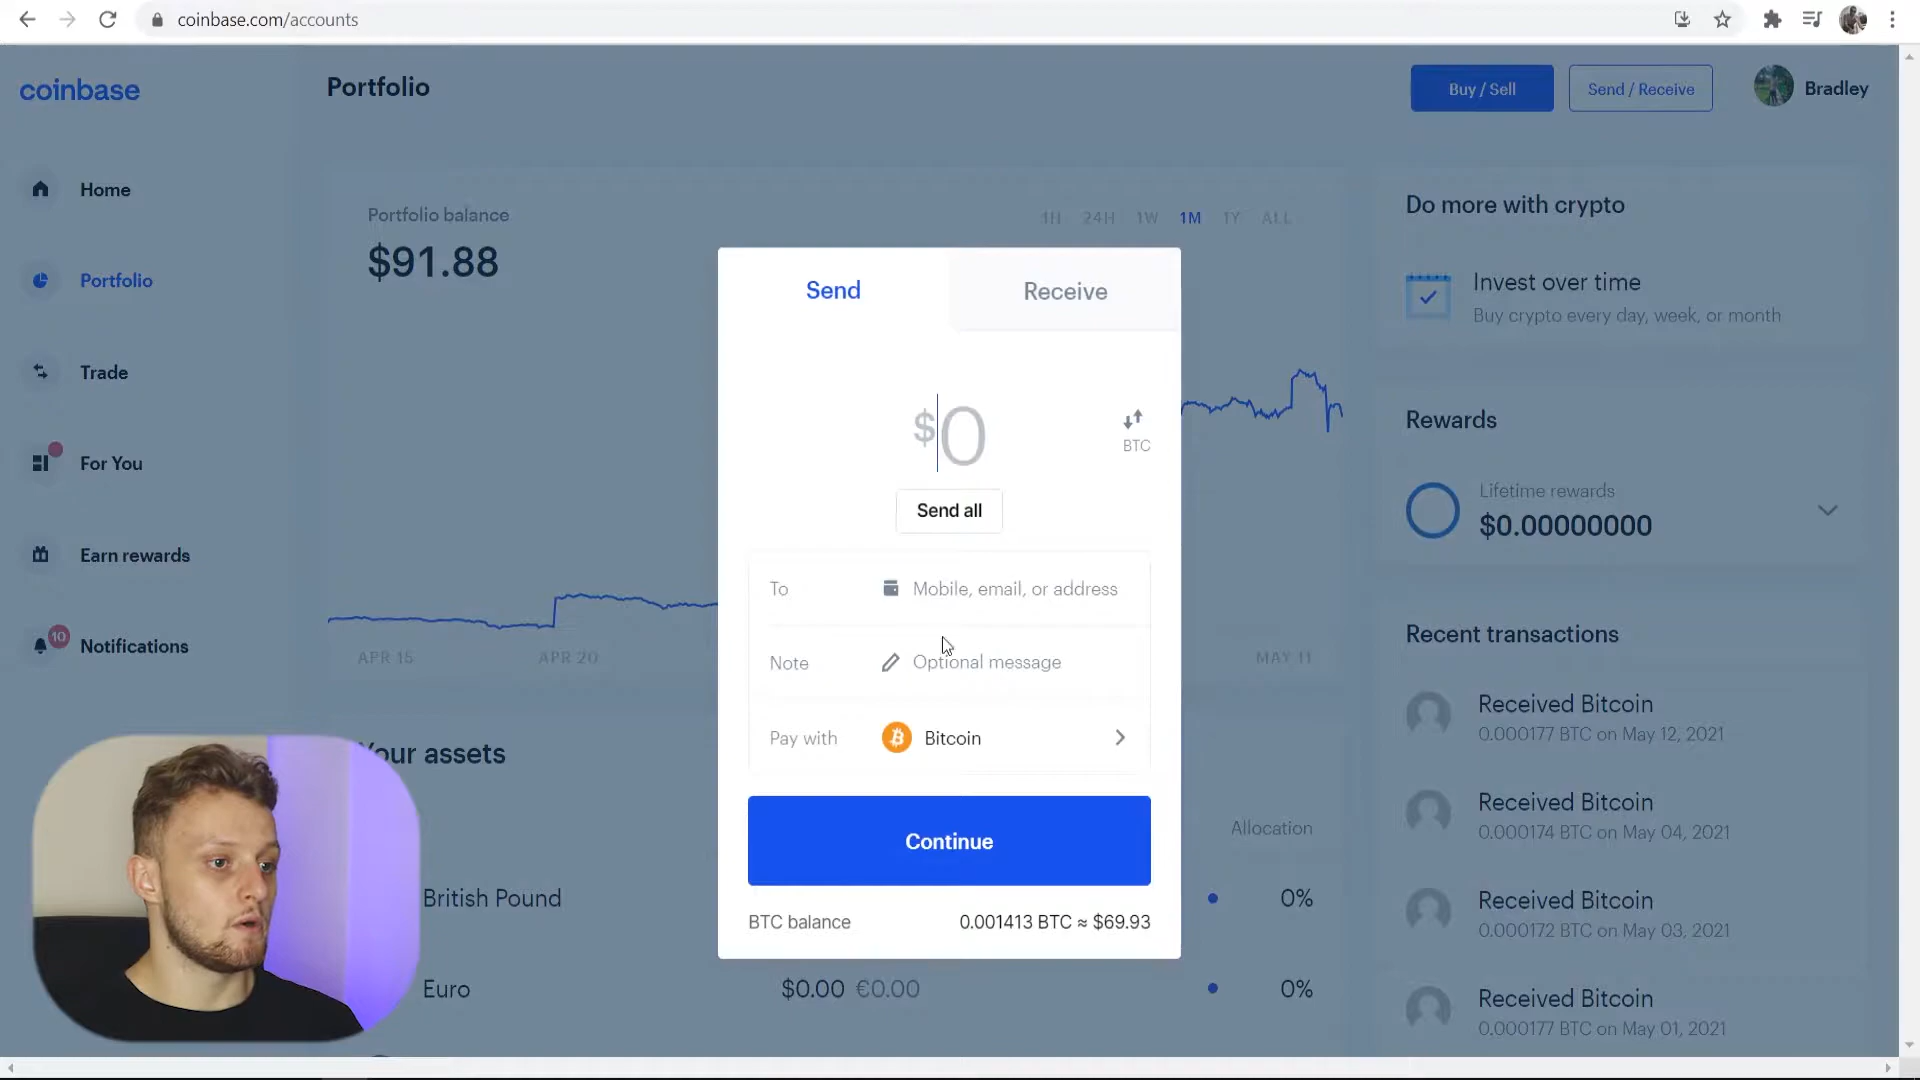 coinbase.com/accounts
coinbase
Portfolio
Buy / Sell
Send / Receive
Bradley
Home
Portfolio
Trade
For You
Earn rewards
10
Notifications
Portfolio balance
$91.88
1H 24H 1W 1M 1Y ALL
APR 15 APR 20 MAY 11
Send
Receive
$0
BTC
Send all
To Mobile, email, or address
Note Optional message
Pay with Bitcoin
Continue
BTC balance 0.001413 BTC ≈ $69.93
Do more with crypto
Invest over time
Buy crypto every day, week, or month
Rewards
Lifetime rewards
$0.00000000
Recent transactions
Received Bitcoin
0.000177 BTC on May 12, 2021
Received Bitcoin
0.000174 BTC on May 04, 2021
Received Bitcoin
0.000172 BTC on May 03, 2021
Received Bitcoin
0.000177 BTC on May 01, 2021
our assets
Allocation
British Pound 0%
Euro $0.00 €0.00 0%